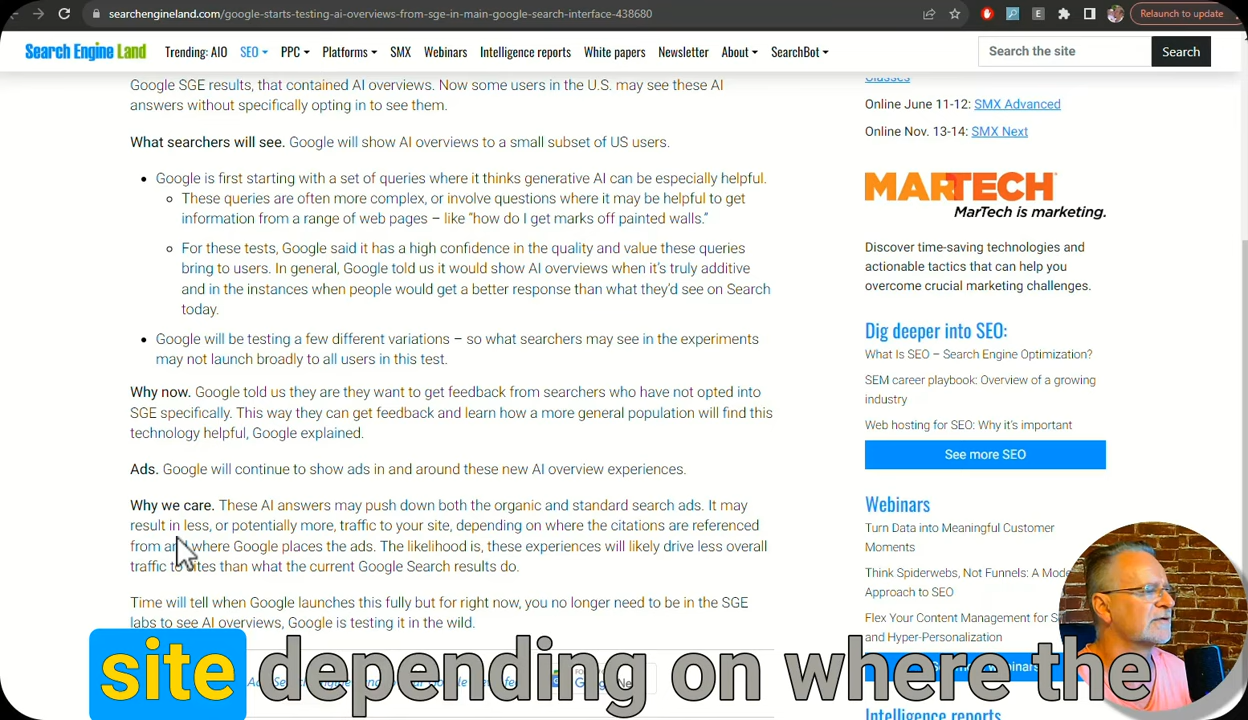 searchengineland.com/google-starts-testing-ai-overviews-from-sge-in-main-google-search-interface-438680
Relaunch to update
Search Engine Land
Trending: AIO
SEO
PPC
Platforms
SMX
Webinars
Intelligence reports
White papers
Newsletter
About
SearchBot
Search the site
Search
Google SGE results, that contained AI overviews. Now some users in the U.S. may see these AI
answers without specifically opting in to see them.
What searchers will see. Google will show AI overviews to a small subset of US users.
Google is first starting with a set of queries where it thinks generative AI can be especially helpful.
These queries are often more complex, or involve questions where it may be helpful to get
information from a range of web pages – like “how do I get marks off painted walls.”
For these tests, Google said it has a high confidence in the quality and value these queries
bring to users. In general, Google told us it would show AI overviews when it’s truly additive
and in the instances when people would get a better response than what they’d see on Search
today.
Google will be testing a few different variations – so what searchers may see in the experiments
may not launch broadly to all users in this test.
Why now. Google told us they are they want to get feedback from searchers who have not opted into
SGE specifically. This way they can get feedback and learn how a more general population will find this
technology helpful, Google explained.
Ads. Google will continue to show ads in and around these new AI overview experiences.
Why we care. These AI answers may push down both the organic and standard search ads. It may
result in less, or potentially more, traffic to your site, depending on where the citations are referenced
from where Google places the ads. The likelihood is, these experiences will likely drive less overall
traffic sites than what the current Google Search results do.
Time will tell when Google launches this fully but for right now, you no longer need to be in the SGE
labs to see AI overviews, Google is testing it in the wild.
Classes
Online June 11-12: SMX Advanced
Online Nov. 13-14: SMX Next
MARTECH
MarTech is marketing.
Discover time-saving technologies and
actionable tactics that can help you
overcome crucial marketing challenges.
Dig deeper into SEO:
What Is SEO – Search Engine Optimization?
SEM career playbook: Overview of a growing
industry
Web hosting for SEO: Why it's important
See more SEO
Webinars
Turn Data into Meaningful Customer
Moments
Think Spiderwebs, Not Funnels: A
Approach to SEO
Flex Your Content Management for
and Hyper-Personalization
Intelligence reports
site depending on where the